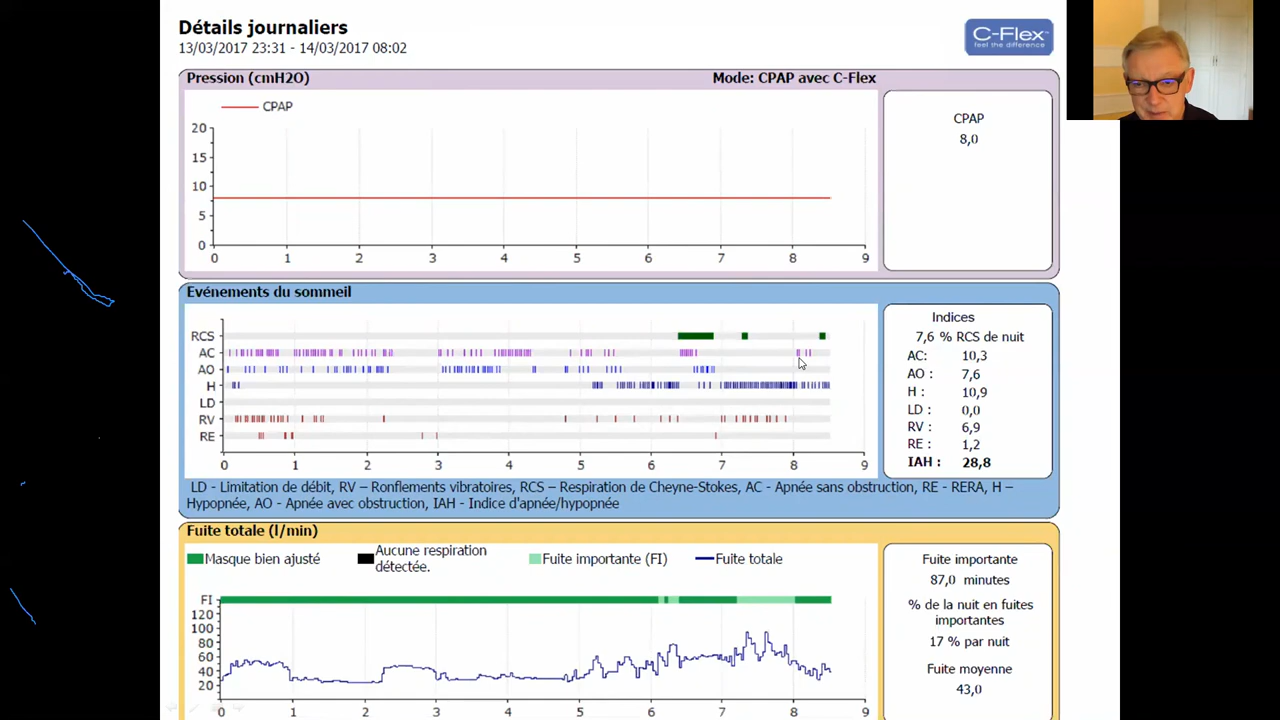 Détails journaliers
13/03/2017 23:31 - 14/03/2017 08:02
C-Flex
feel the difference
Pression (cmH2O)
Mode: CPAP avec C-Flex
CPAP
20
15
10
5
0
0 1 2 3 4 5 6 7 8 9
CPAP
8,0
Evénements du sommeil
RCS
AC
AO
H
LD
RV
RE
0 1 2 3 4 5 6 7 8 9
Indices
7,6 % RCS de nuit
AC: 10,3
AO : 7,6
H : 10,9
LD : 0,0
RV : 6,9
RE : 1,2
IAH : 28,8
LD - Limitation de débit, RV – Ronflements vibratoires, RCS – Respiration de Cheyne-Stokes, AC - Apnée sans obstruction, RE - RERA, H –
Hypopnée, AO - Apnée avec obstruction, IAH - Indice d'apnée/hypopnée
Fuite totale (l/min)
Masque bien ajusté
Aucune respiration
détectée.
Fuite importante (FI)
Fuite totale
FI
120
100
80
60
40
20
0 1 2 3 4 5 6 7 8 9
Fuite importante
87,0 minutes
% de la nuit en fuites
importantes
17 % par nuit
Fuite moyenne
43,0